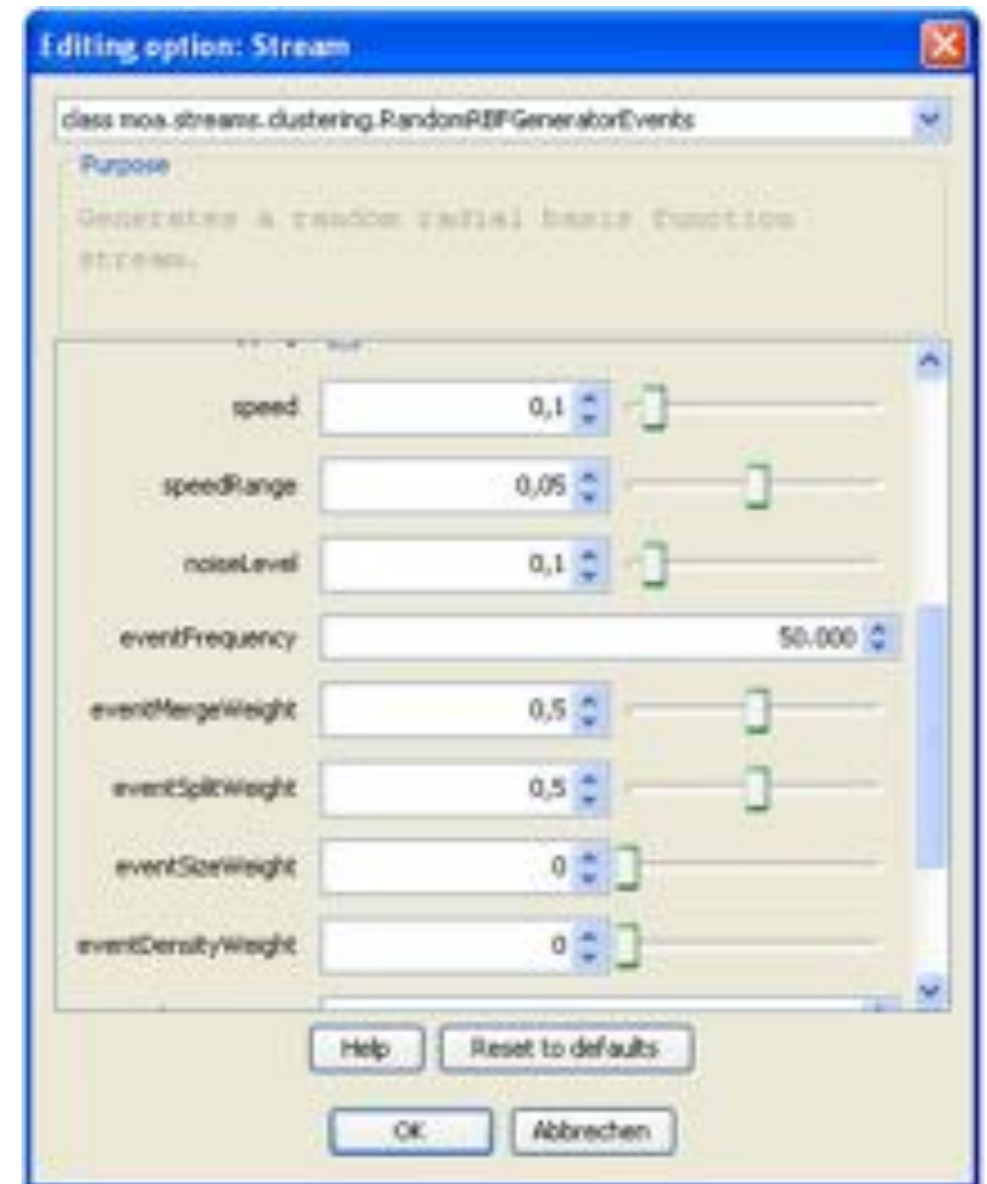 Editing option: Stream
class moa.streams.clustering.RandomRBFGeneratorEvents
Purpose
Generates a random radial basis function
stream.
speed 0,1
speedRange 0,05
noiseLevel 0,1
eventFrequency 50.000
eventMergeWeight 0,5
eventSplitWeight 0,5
eventSizeWeight 0
eventDensityWeight 0
Help Reset to defaults
OK Abbrechen